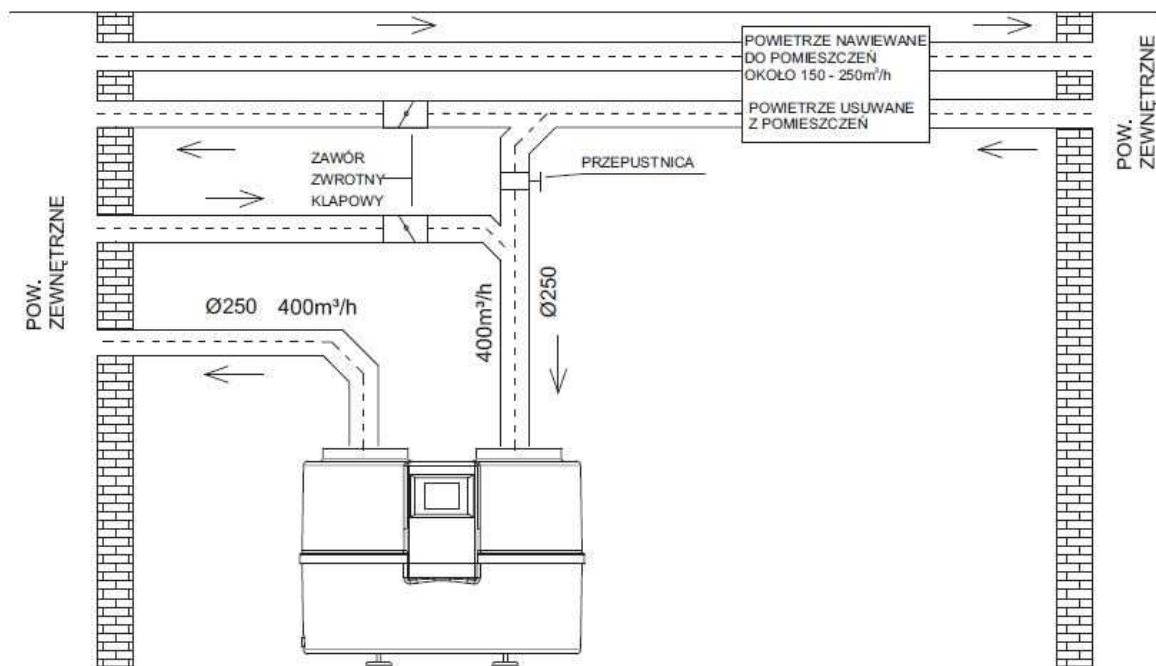 POWIETRZE NAWIEWANE
DO POMIESZCZEŃ
OKOŁO 150 - 250m³/h
POWIETRZE USUWANE
Z POMIESZCZEŃ
POW.
ZEWNĘTRZNE
ZAWÓR
ZWROTNY
KLAPOWY
PRZEPUSTNICA
POW.
ZEWNĘTRZNE
Ø250 400m³/h
400m³/h
Ø250